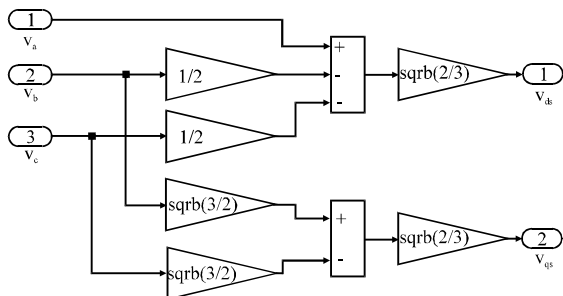 1
v_a
2
v_b
3
v_c
1/2
1/2
+
-
-
sqrb(2/3)
1
v_ds
sqrb(3/2)
sqrb(3/2)
+
-
sqrb(2/3)
2
v_qs